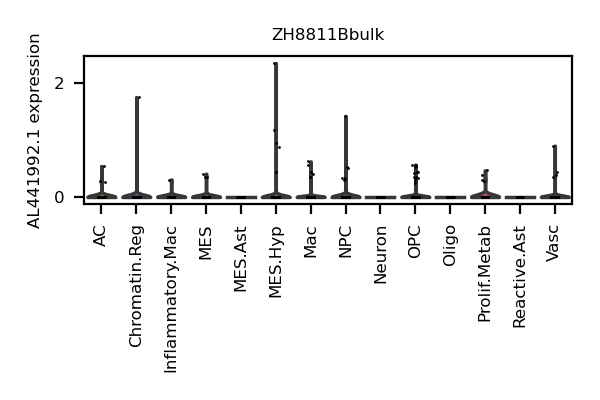 ZH8811Bbulk
AL441992.1 expression
2
0
AC
Chromatin.Reg
Inflammatory.Mac
MES
MES.Ast
MES.Hyp
Mac
NPC
Neuron
OPC
Oligo
Prolif.Metab
Reactive.Ast
Vasc